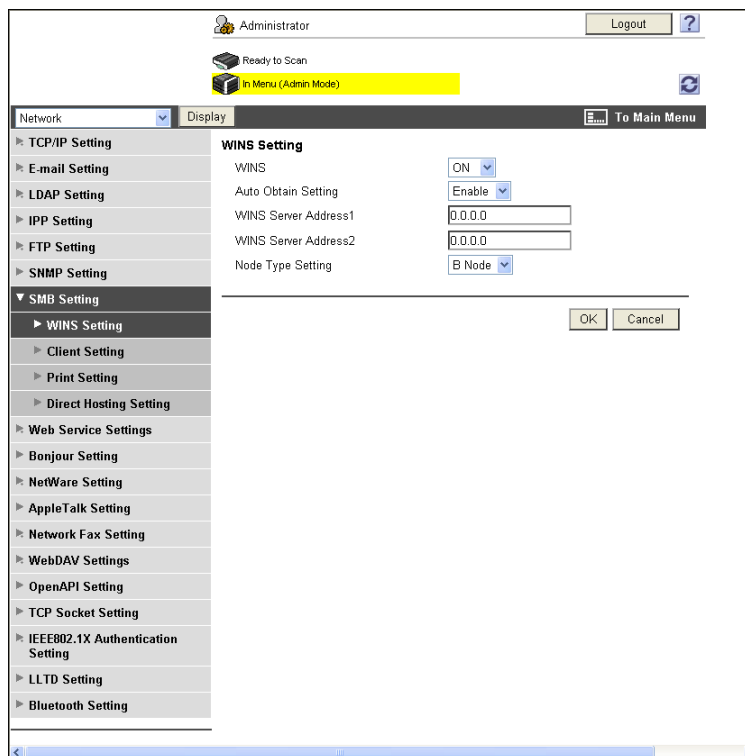 Administrator
Logout
?
Ready to Scan
In Menu (Admin Mode)
Network
Display
To Main Menu
TCP/IP Setting
E-mail Setting
LDAP Setting
IPP Setting
FTP Setting
SNMP Setting
SMB Setting
WINS Setting
Client Setting
Print Setting
Direct Hosting Setting
Web Service Settings
Bonjour Setting
NetWare Setting
AppleTalk Setting
Network Fax Setting
WebDAV Settings
OpenAPI Setting
TCP Socket Setting
IEEE802.1X Authentication
Setting
LLTD Setting
Bluetooth Setting
WINS Setting
WINS ON
Auto Obtain Setting Enable
WINS Server Address1 0.0.0.0
WINS Server Address2 0.0.0.0
Node Type Setting B Node
OK Cancel